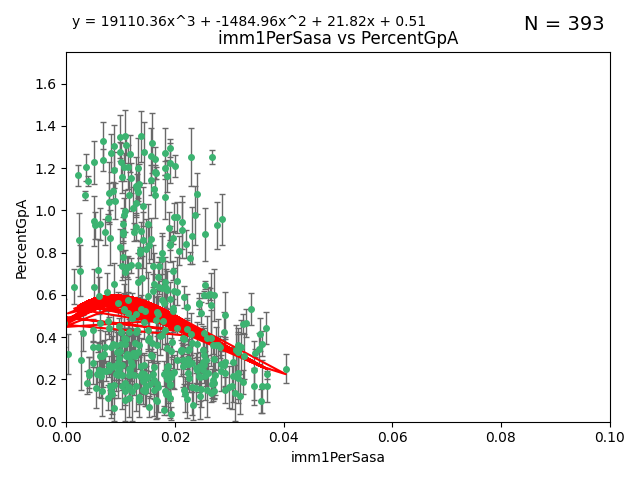 y = 19110.36x^3 + -1484.96x^2 + 21.82x + 0.51
N = 393
imm1PerSasa vs PercentGpA
1.6
1.4
1.2
1.0
0.8
0.6
0.4
0.2
0.0
PercentGpA
0.00 0.02 0.04 0.06 0.08 0.10
imm1PerSasa